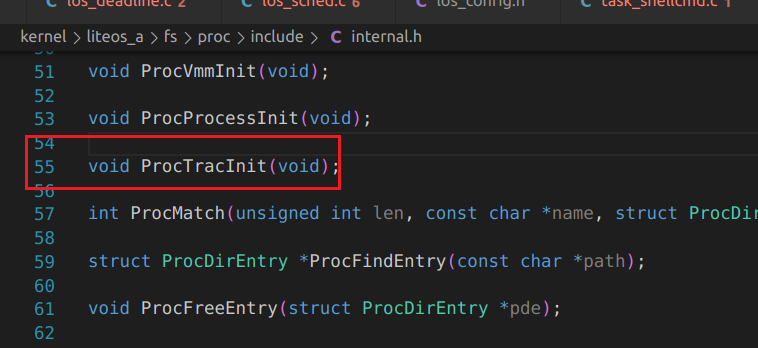 los_deadline.c 2 los_sched.c 6 los_config.h task_shellcmd.c 1
kernel > liteos_a > fs > proc > include > C internal.h
50
51 void ProcVmmInit(void);
52
53 void ProcProcessInit(void);
54
55 void ProcTracInit(void);
56
57 int ProcMatch(unsigned int len, const char *name, struct ProcDir
58
59 struct ProcDirEntry *ProcFindEntry(const char *path);
60
61 void ProcFreeEntry(struct ProcDirEntry *pde);
62